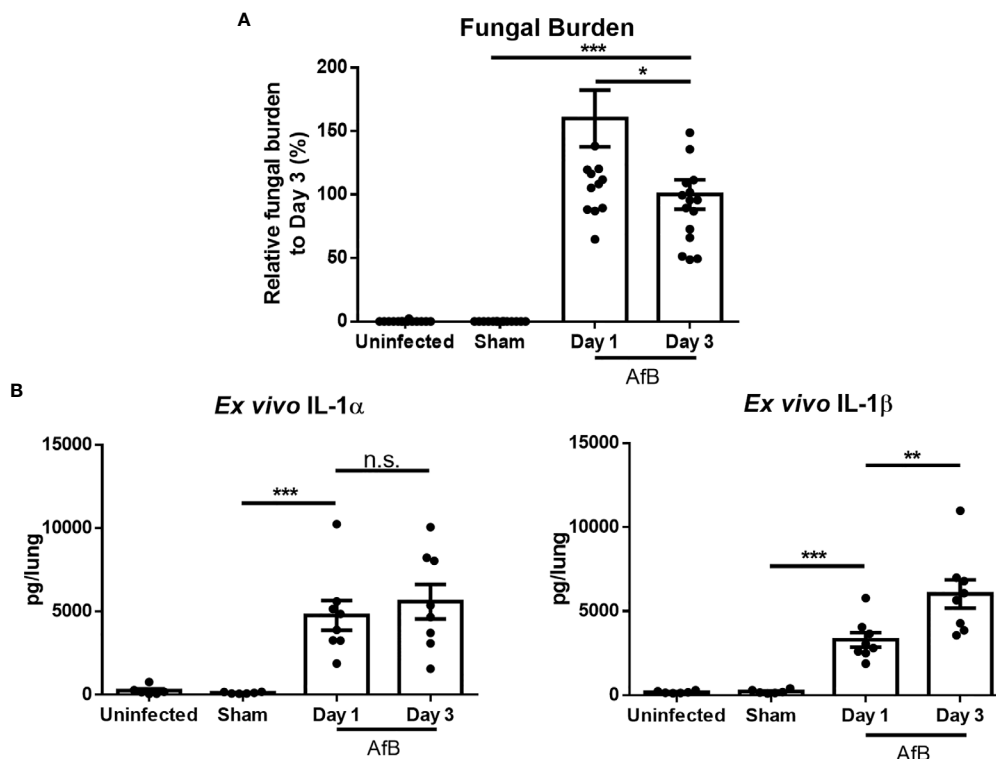 A
Fungal Burden
***
*
Relative fungal burden
to Day 3 (%)
200
150
100
50
0
Uninfected Sham Day 1 Day 3
AfB
B
Ex vivo IL-1α
n.s.
***
pg/lung
15000
10000
5000
0
Uninfected Sham Day 1 Day 3
AfB
Ex vivo IL-1β
**
***
pg/lung
15000
10000
5000
0
Uninfected Sham Day 1 Day 3
AfB